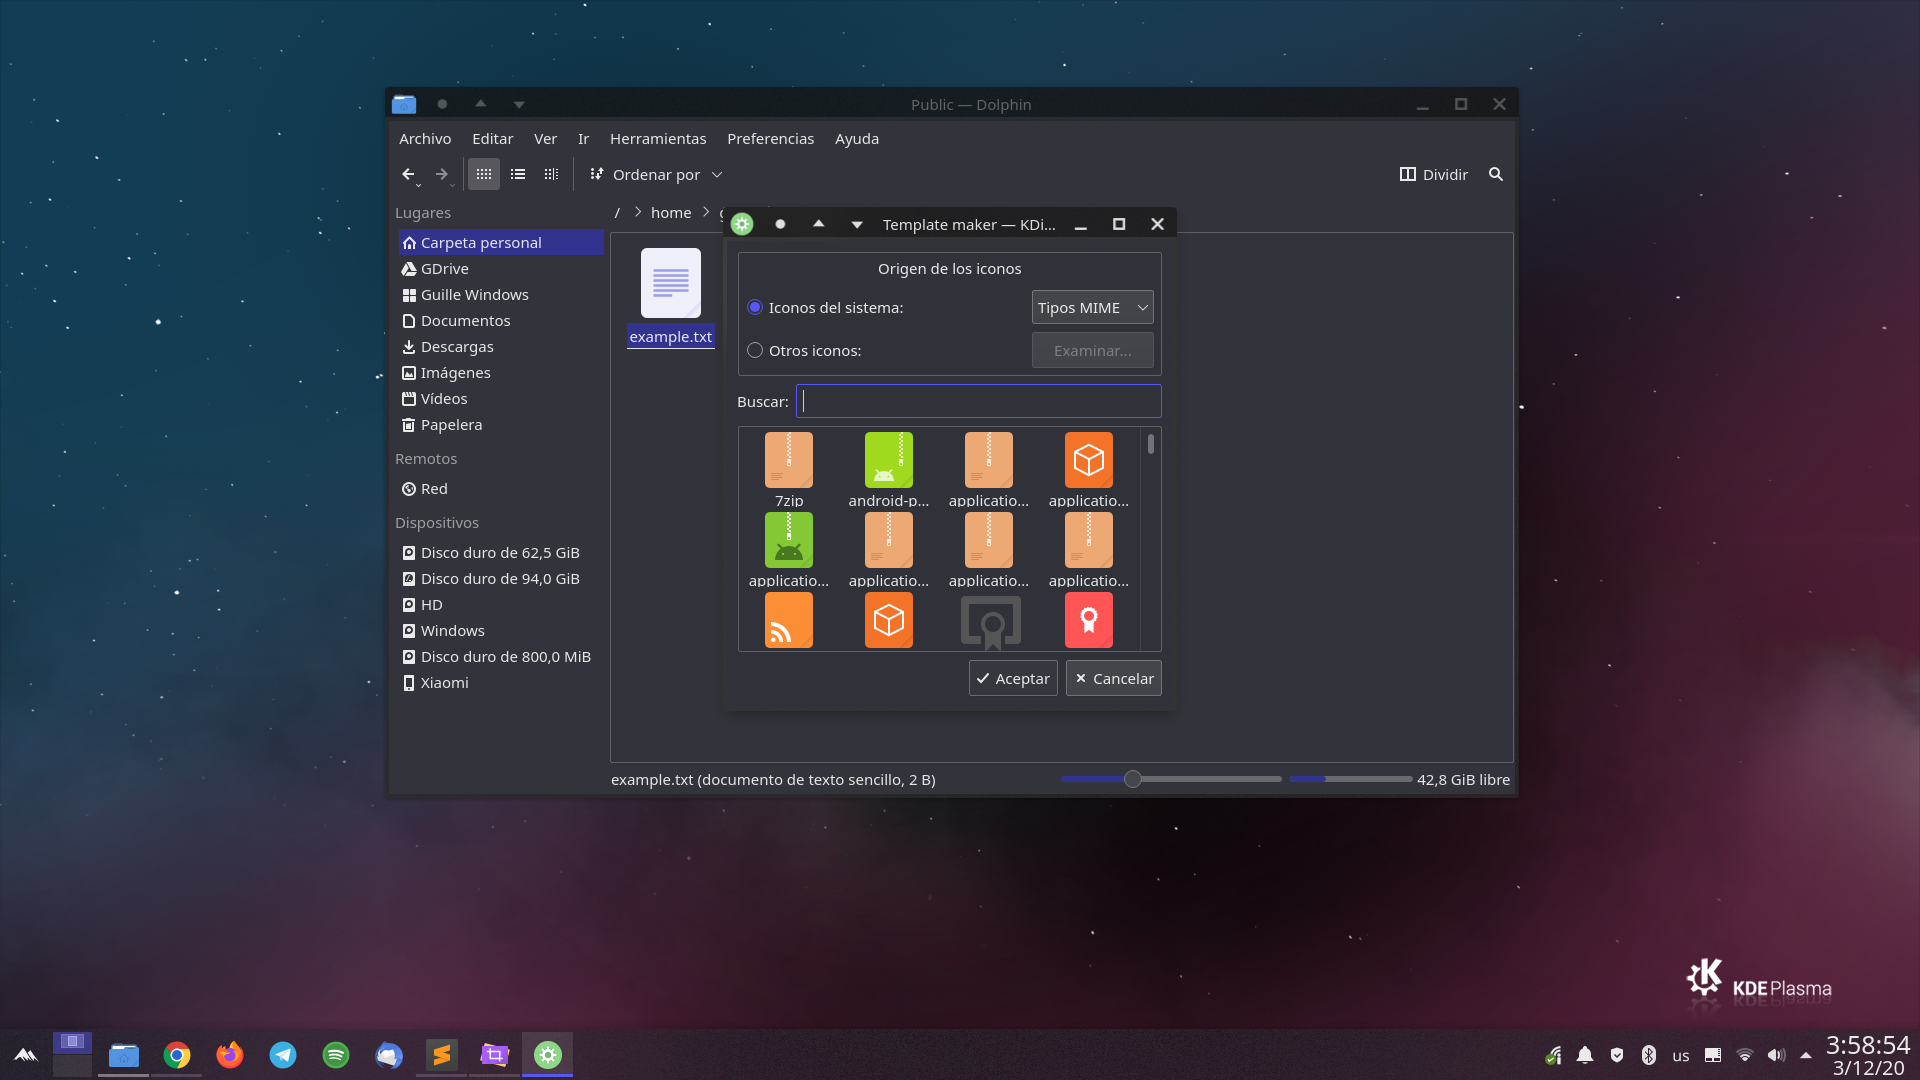 Public — Dolphin
Archivo Editar Ver Ir Herramientas Preferencias Ayuda
Ordenar por
Dividir
Lugares
Carpeta personal
GDrive
Guille Windows
Documentos
Descargas
Imágenes
Vídeos
Papelera
Remotos
Red
Dispositivos
Disco duro de 62,5 GiB
Disco duro de 94,0 GiB
HD
Windows
Disco duro de 800,0 MiB
Xiaomi
/ home
example.txt
Template maker — KDi...
Origen de los iconos
Iconos del sistema: Tipos MIME
Otros iconos: Examinar...
Buscar:
7zip android-p... applicatio... applicatio...
applicatio... applicatio... applicatio... applicatio...
Aceptar Cancelar
example.txt (documento de texto sencillo, 2 B)
42,8 GiB libre
KDE Plasma
us
3:58:54
3/12/20